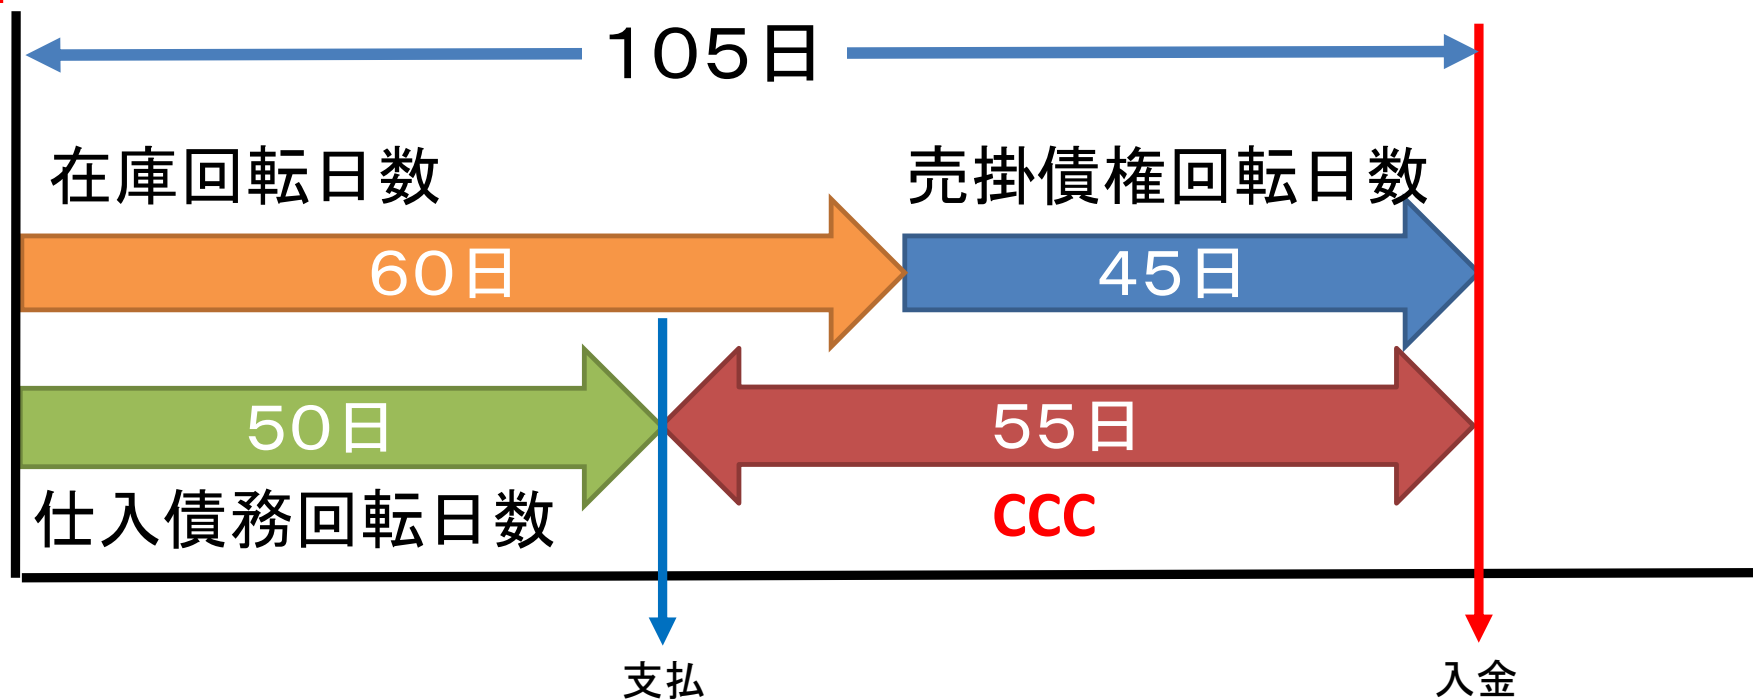 105日
在庫回転日数
売掛債権回転日数
60日
45日
50日
55日
仕入債務回転日数
CCC
支払
入金